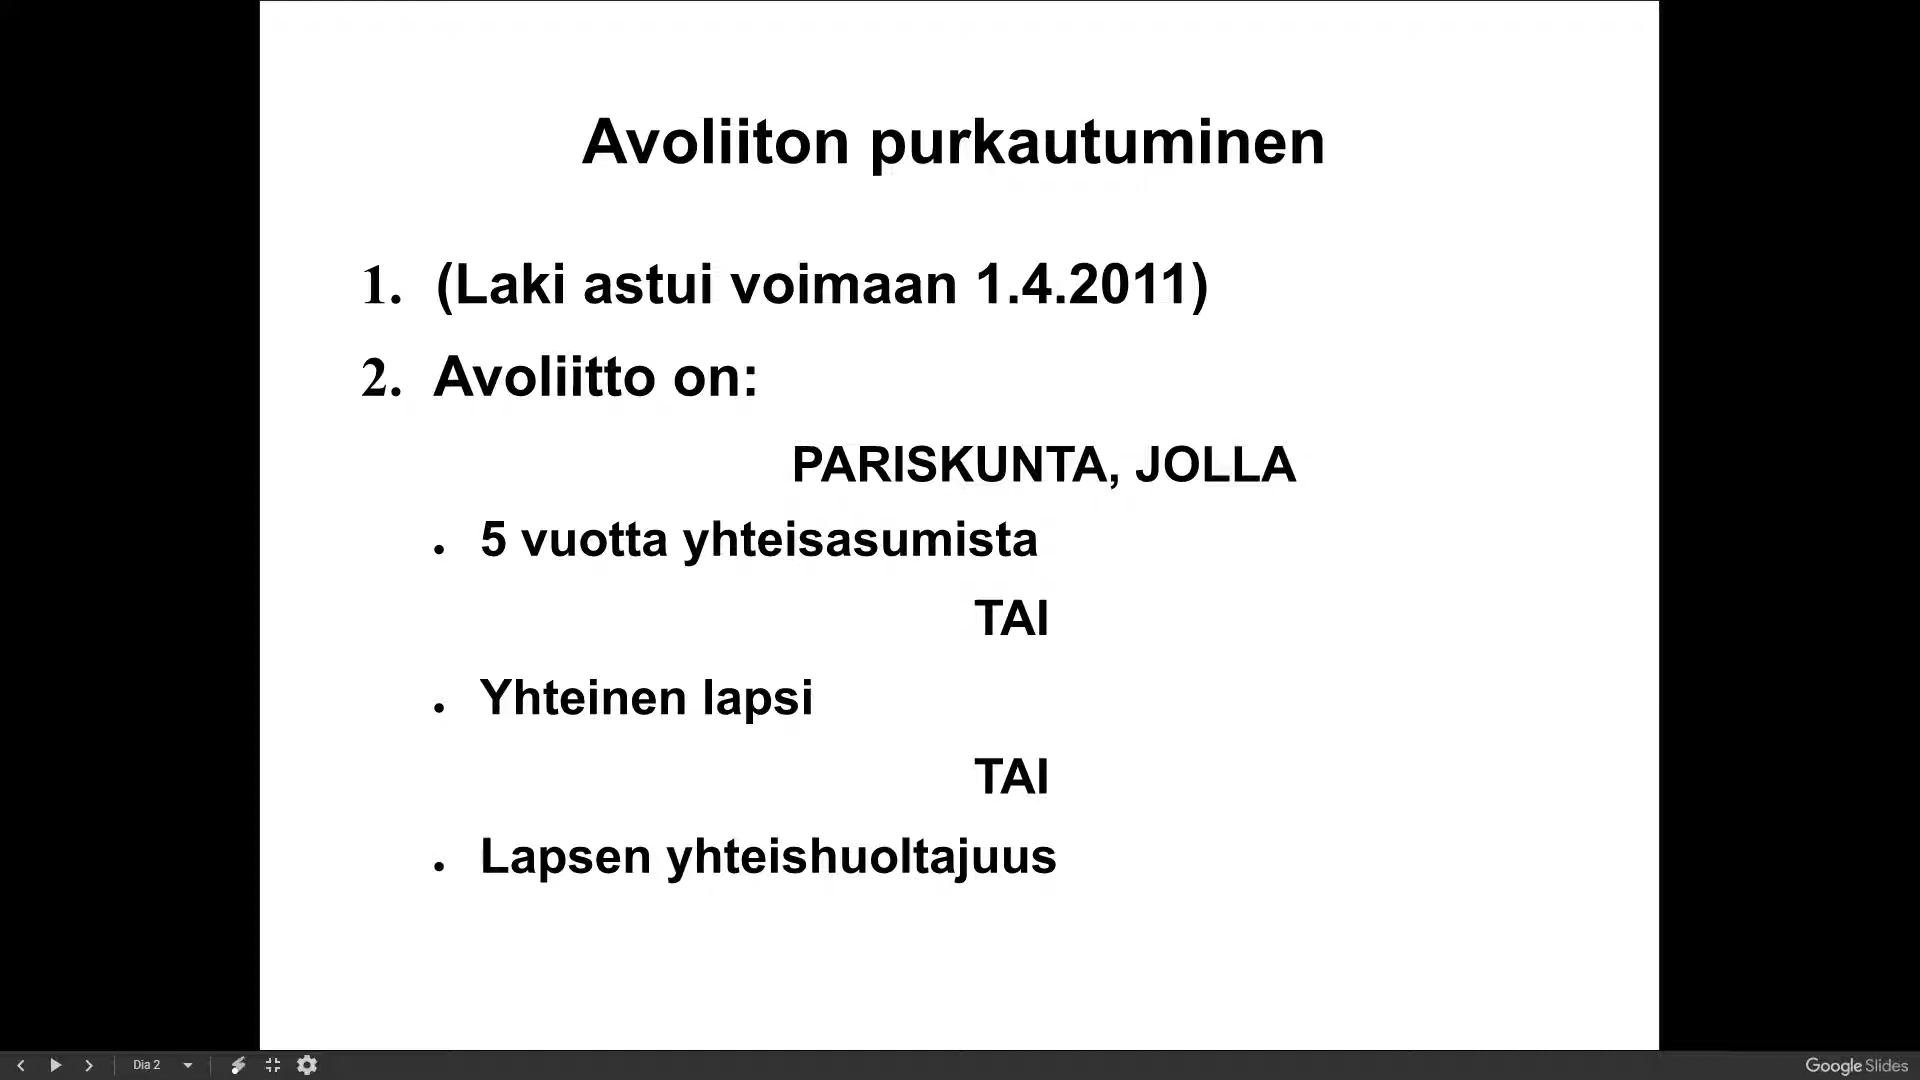 Avoliiton purkautuminen
1. (Laki astui voimaan 1.4.2011)
2. Avoliitto on:
PARISKUNTA, JOLLA
• 5 vuotta yhteisasumista
TAI
• Yhteinen lapsi
TAI
• Lapsen yhteishuoltajuus
Dia 2
Google Slides